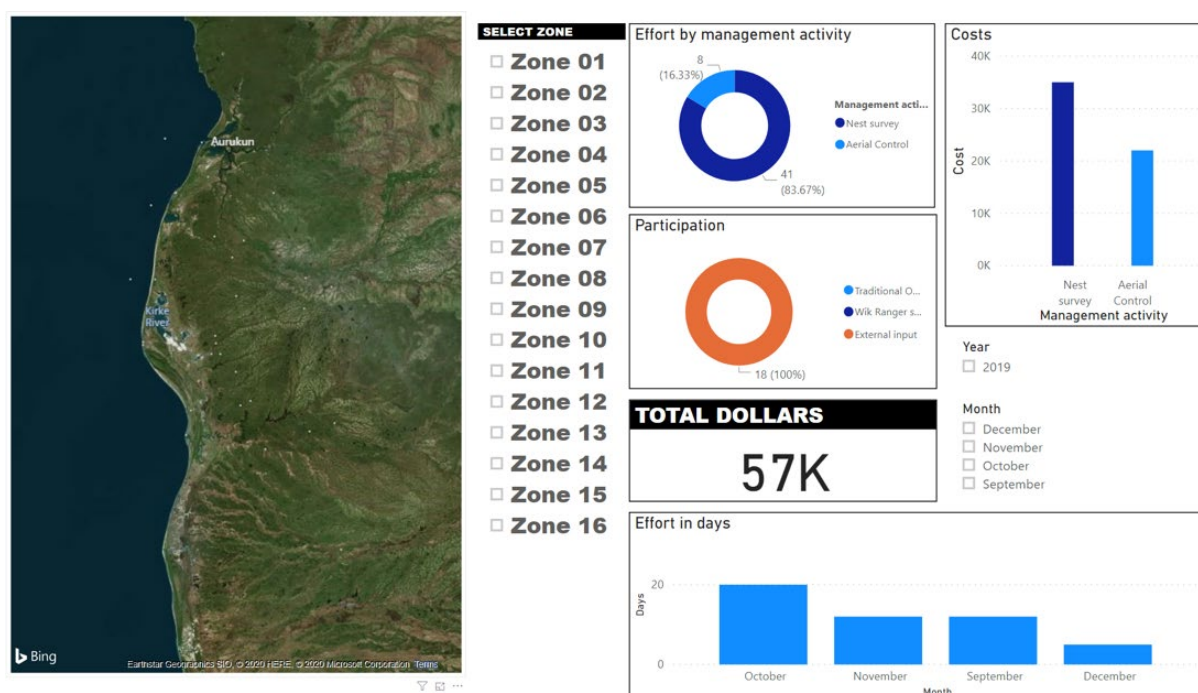 Aurukun
Kirke
River
Bing
Earthstar Geographics SIO, © 2020 HERE, © 2020 Microsoft Corporation Terms
SELECT ZONE
Zone 01
Zone 02
Zone 03
Zone 04
Zone 05
Zone 06
Zone 07
Zone 08
Zone 09
Zone 10
Zone 11
Zone 12
Zone 13
Zone 14
Zone 15
Zone 16
Effort by management activity
8
(16.33%)
41
(83.67%)
Management acti...
Nest survey
Aerial Control
Participation
18 (100%)
Traditional O...
Wik Ranger s...
External input
TOTAL DOLLARS
57K
Costs
40K
30K
20K
10K
0K
Cost
Nest
survey
Aerial
Control
Management activity
Year
2019
Month
December
November
October
September
Effort in days
20
0
Days
October
November
September
December
Month